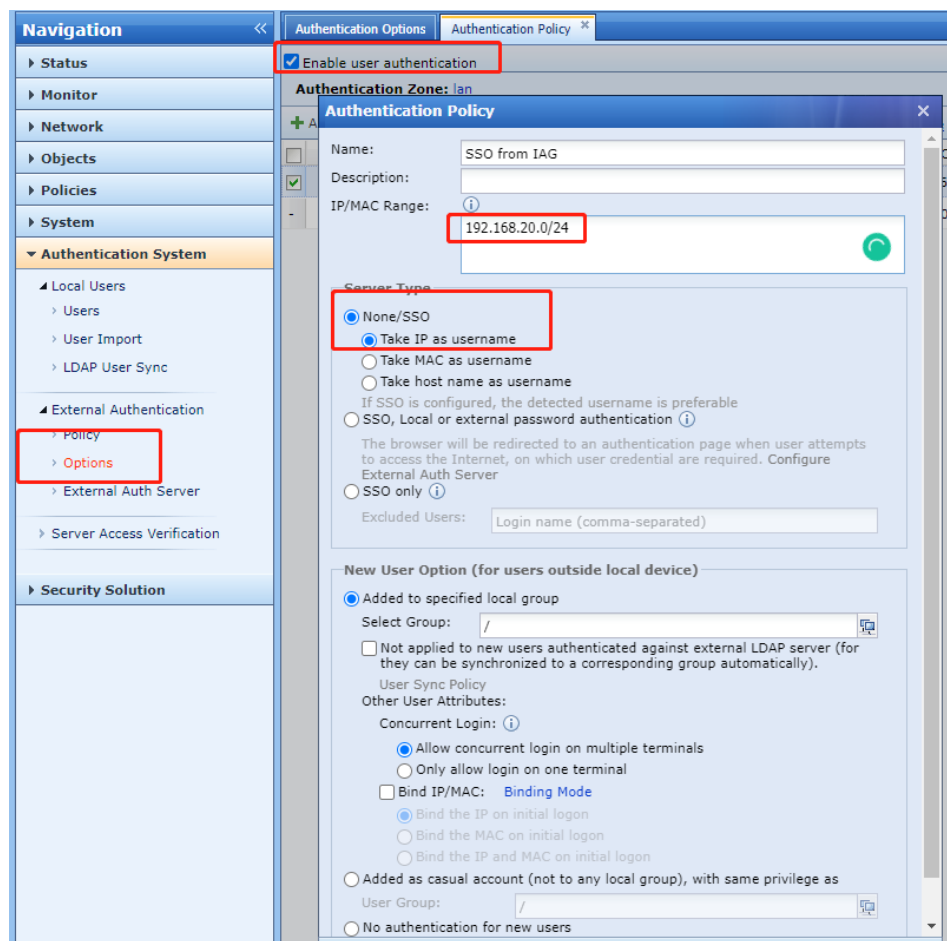 Navigation
Status
Monitor
Network
Objects
Policies
System
Authentication System
Local Users
Users
User Import
LDAP User Sync
External Authentication
Policy
Options
External Auth Server
Server Access Verification
Security Solution
Authentication Options
Authentication Policy
Enable user authentication
Authentication Zone: lan
Authentication Policy
Name:
SSO from IAG
Description:
IP/MAC Range:
192.168.20.0/24
Server Type
None/SSO
Take IP as username
Take MAC as username
Take host name as username
If SSO is configured, the detected username is preferable
SSO, Local or external password authentication
The browser will be redirected to an authentication page when user attempts
to access the Internet, on which user credential are required. Configure
External Auth Server
SSO only
Excluded Users:
Login name (comma-separated)
New User Option (for users outside local device)
Added to specified local group
Select Group:
/
Not applied to new users authenticated against external LDAP server (for
they can be synchronized to a corresponding group automatically).
User Sync Policy
Other User Attributes:
Concurrent Login:
Allow concurrent login on multiple terminals
Only allow login on one terminal
Bind IP/MAC: Binding Mode
Bind the IP on initial logon
Bind the MAC on initial logon
Bind the IP and MAC on initial logon
Added as casual account (not to any local group), with same privilege as
User Group:
/
No authentication for new users